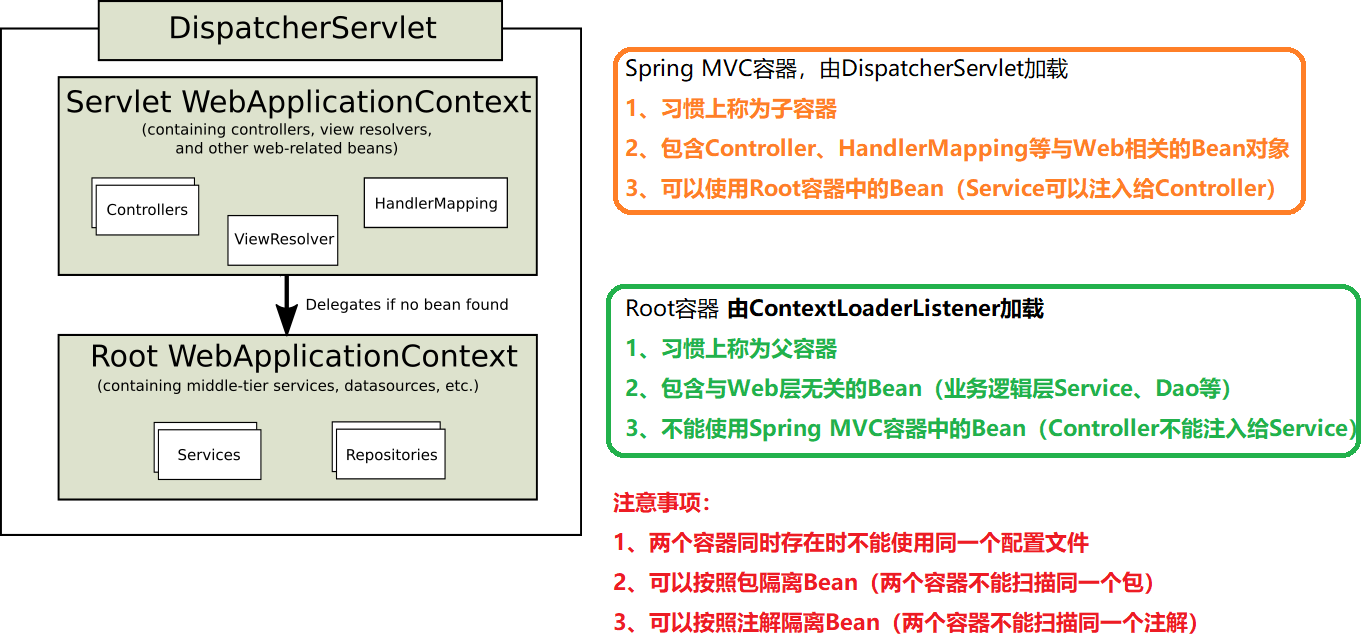 DispatcherServlet
Servlet WebApplicationContext
(containing controllers, view resolvers,
and other web-related beans)
Controllers
HandlerMapping
ViewResolver
Delegates if no bean found
Root WebApplicationContext
(containing middle-tier services, datasources, etc.)
Services
Repositories
Spring MVC容器，由DispatcherServlet加载
1、习惯上称为子容器
2、包含Controller、HandlerMapping等与Web相关的Bean对象
3、可以使用Root容器中的Bean（Service可以注入给Controller）
Root容器 由ContextLoaderListener加载
1、习惯上称为父容器
2、包含与Web层无关的Bean（业务逻辑层Service、Dao等）
3、不能使用Spring MVC容器中的Bean（Controller不能注入给Service）
注意事项：
1、两个容器同时存在时不能使用同一个配置文件
2、可以按照包隔离Bean（两个容器不能扫描同一个包）
3、可以按照注解隔离Bean（两个容器不能扫描同一个注解）